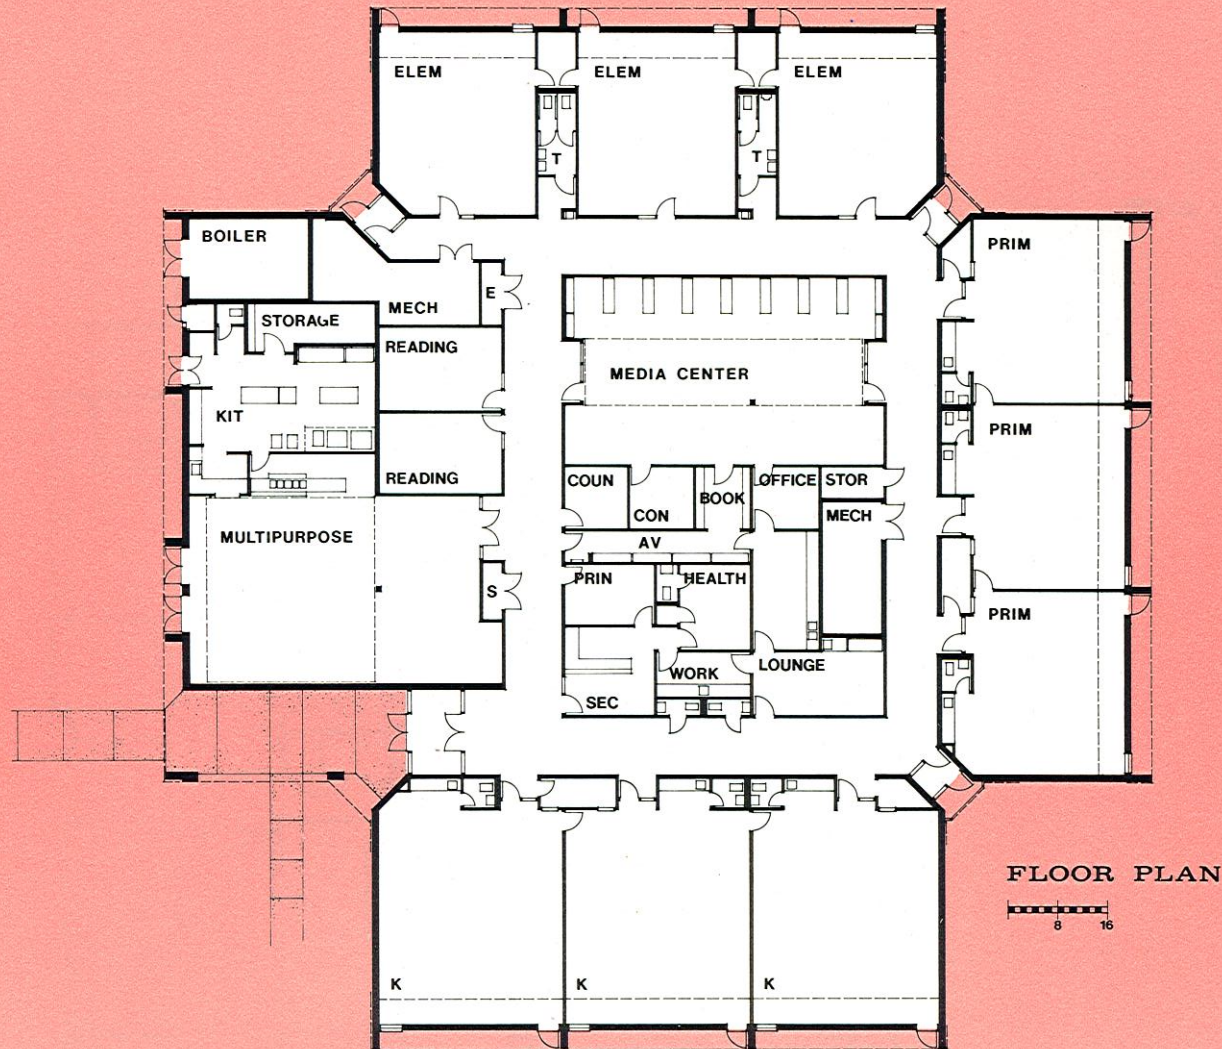 ELEM ELEM ELEM
T T
BOILER
PRIM
E
MECH
STORAGE
READING
MEDIA CENTER
KIT
PRIM
READING
COUN
CON
BOOK
OFFICE
STOR
MECH
MULTIPURPOSE
AV
PRIN
HEALTH
S
PRIM
WORK
LOUNGE
SEC
FLOOR PLAN
8 16
K K K